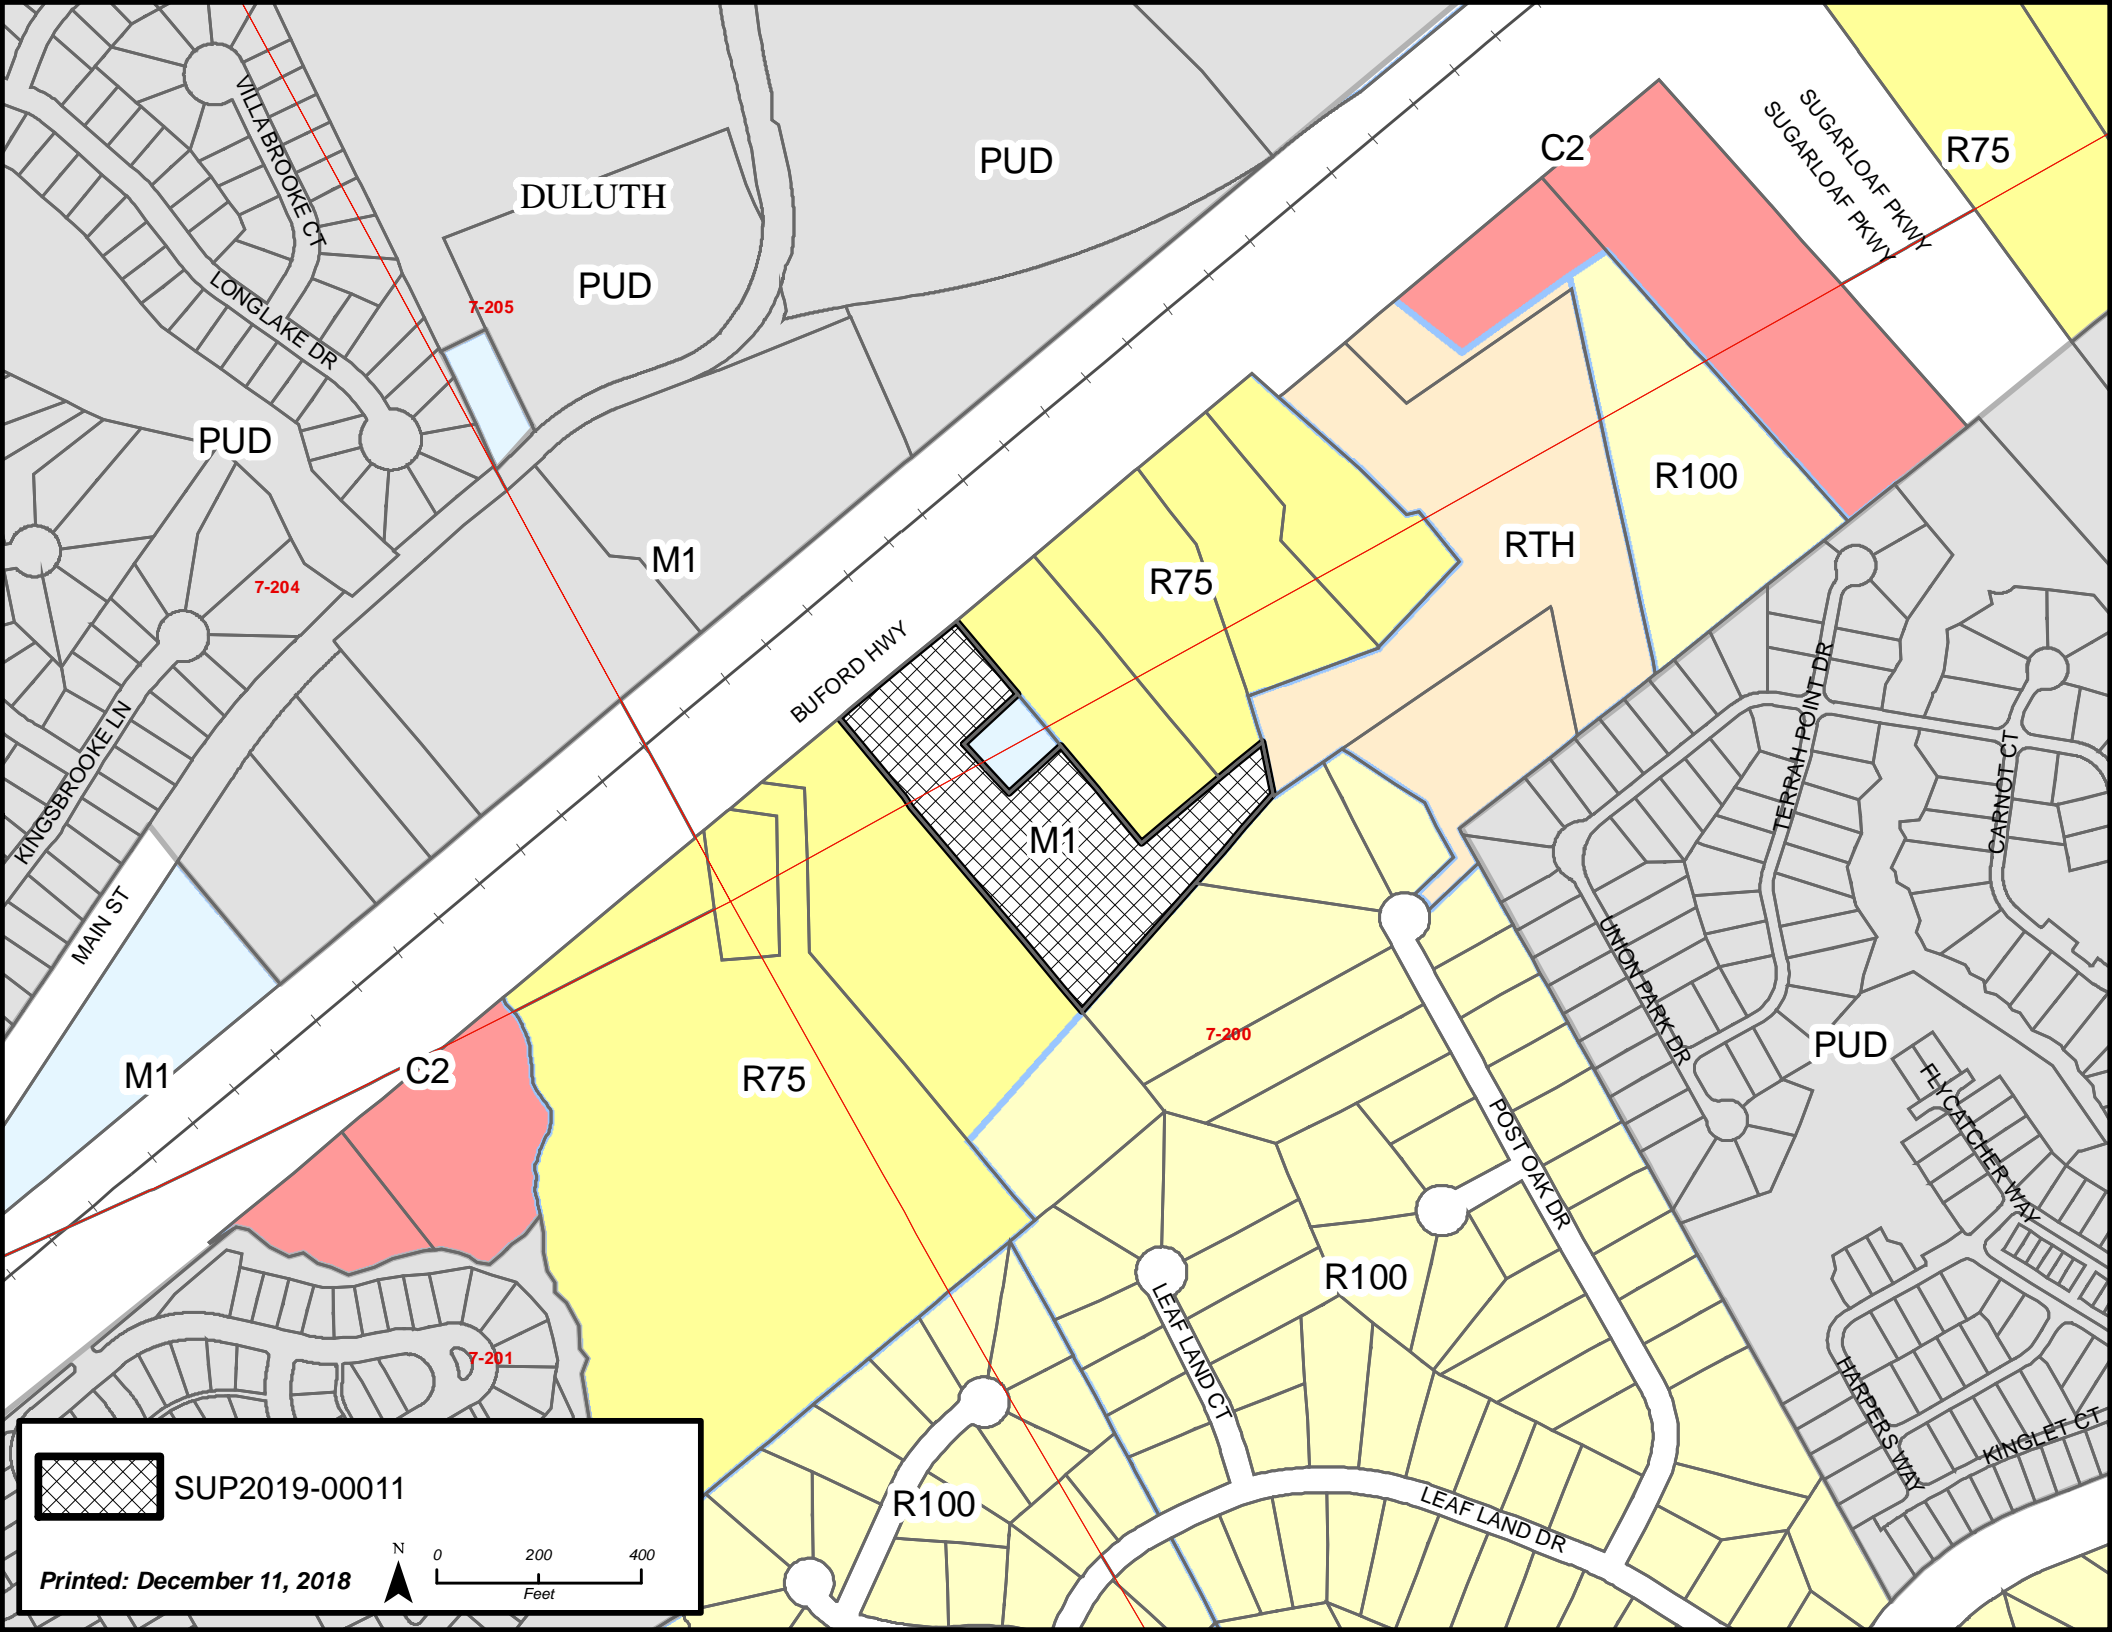 VILLABROOKE CT
DULUTH
PUD
C2
SUGARLOAF PKWY
SUGARLOAF PKWY
R75
PUD
7-205
LONGLAKE DR
PUD
R100
M1
RTH
R75
7-204
BUFORD HWY
KINGSBROOKE LN
TERRAH POINT DR
CARNOT CT
M1
MAIN ST
UNION PARK DR
7-200
PUD
M1
C2
R75
FLYCATCHER WAY
POST OAK DR
R100
LEAF LAND CT
7-201
HARPERS WAY
KINGLET CT
R100
LEAF LAND DR
SUP2019-00011
N
0 200 400
Feet
Printed: December 11, 2018